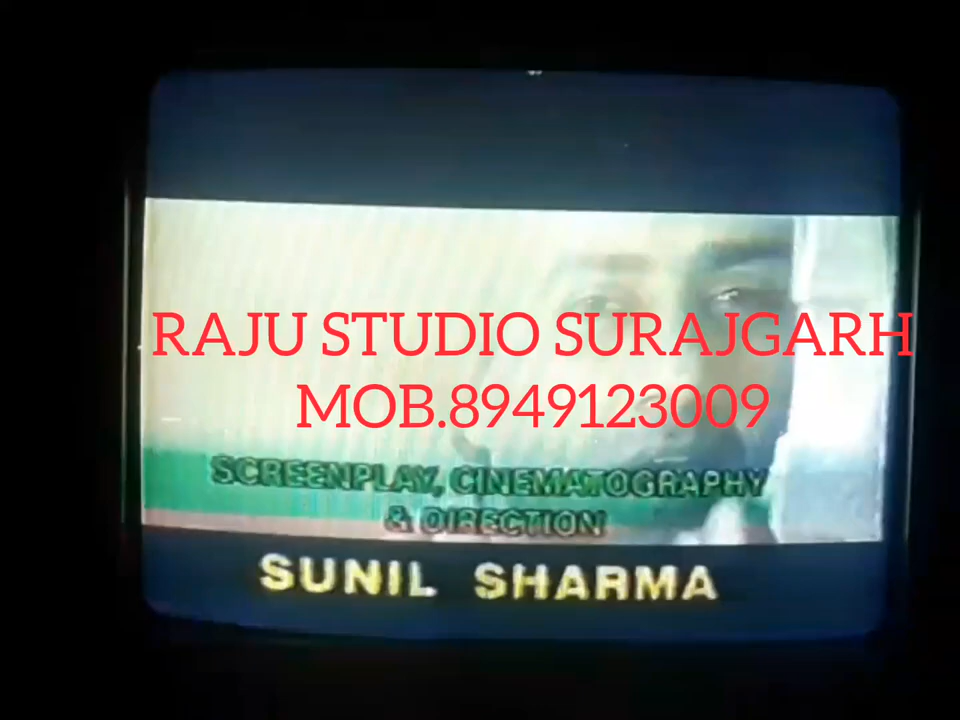 RAJU STUDIO SURAJGARH
MOB.8949123009
SCREENPLAY, CINEMATOGRAPHY
& DIRECTION
SUNIL SHARMA